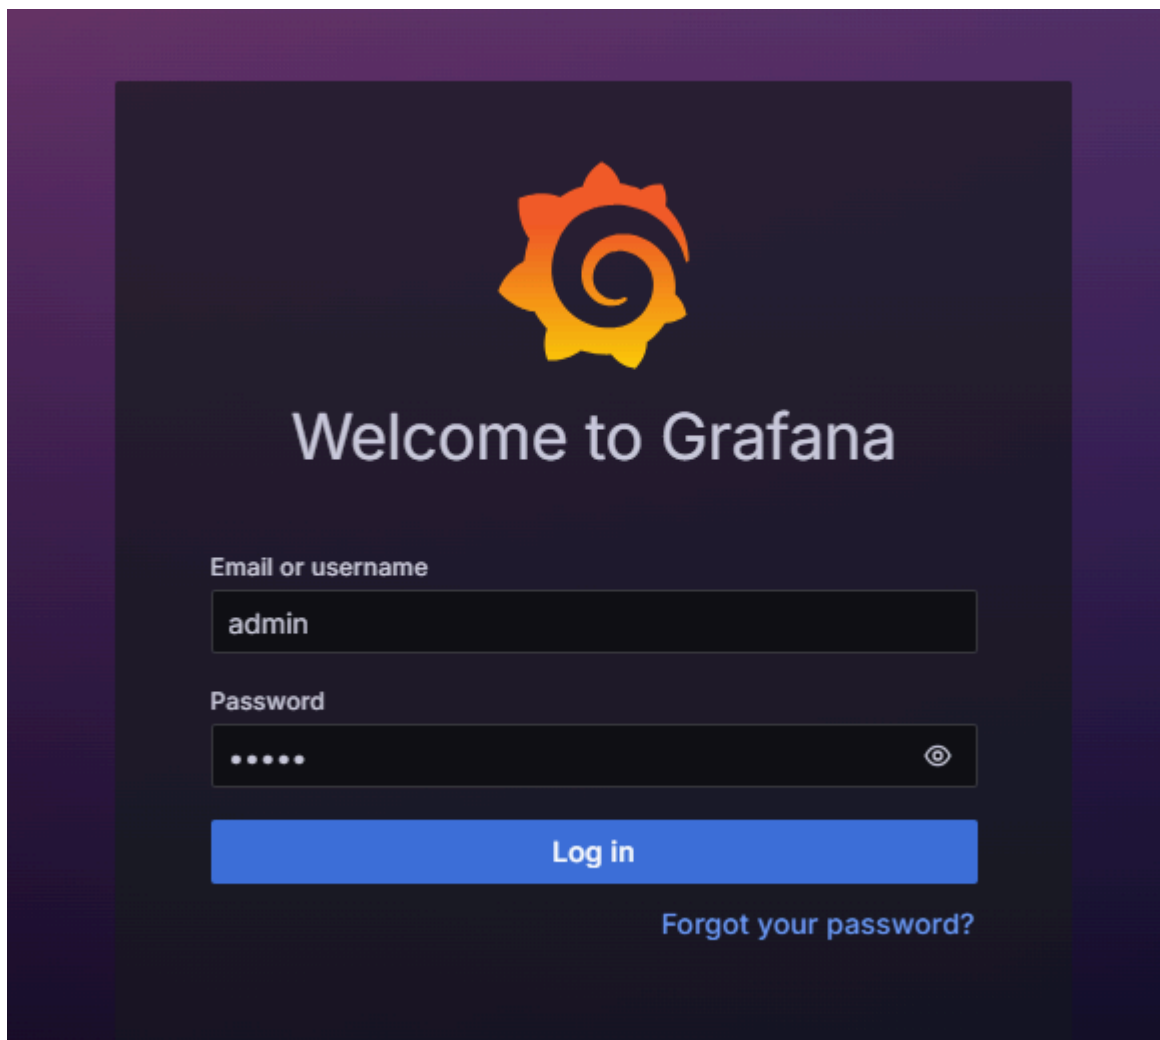 Welcome to Grafana
Email or username
admin
Password
•••••
Log in
Forgot your password?